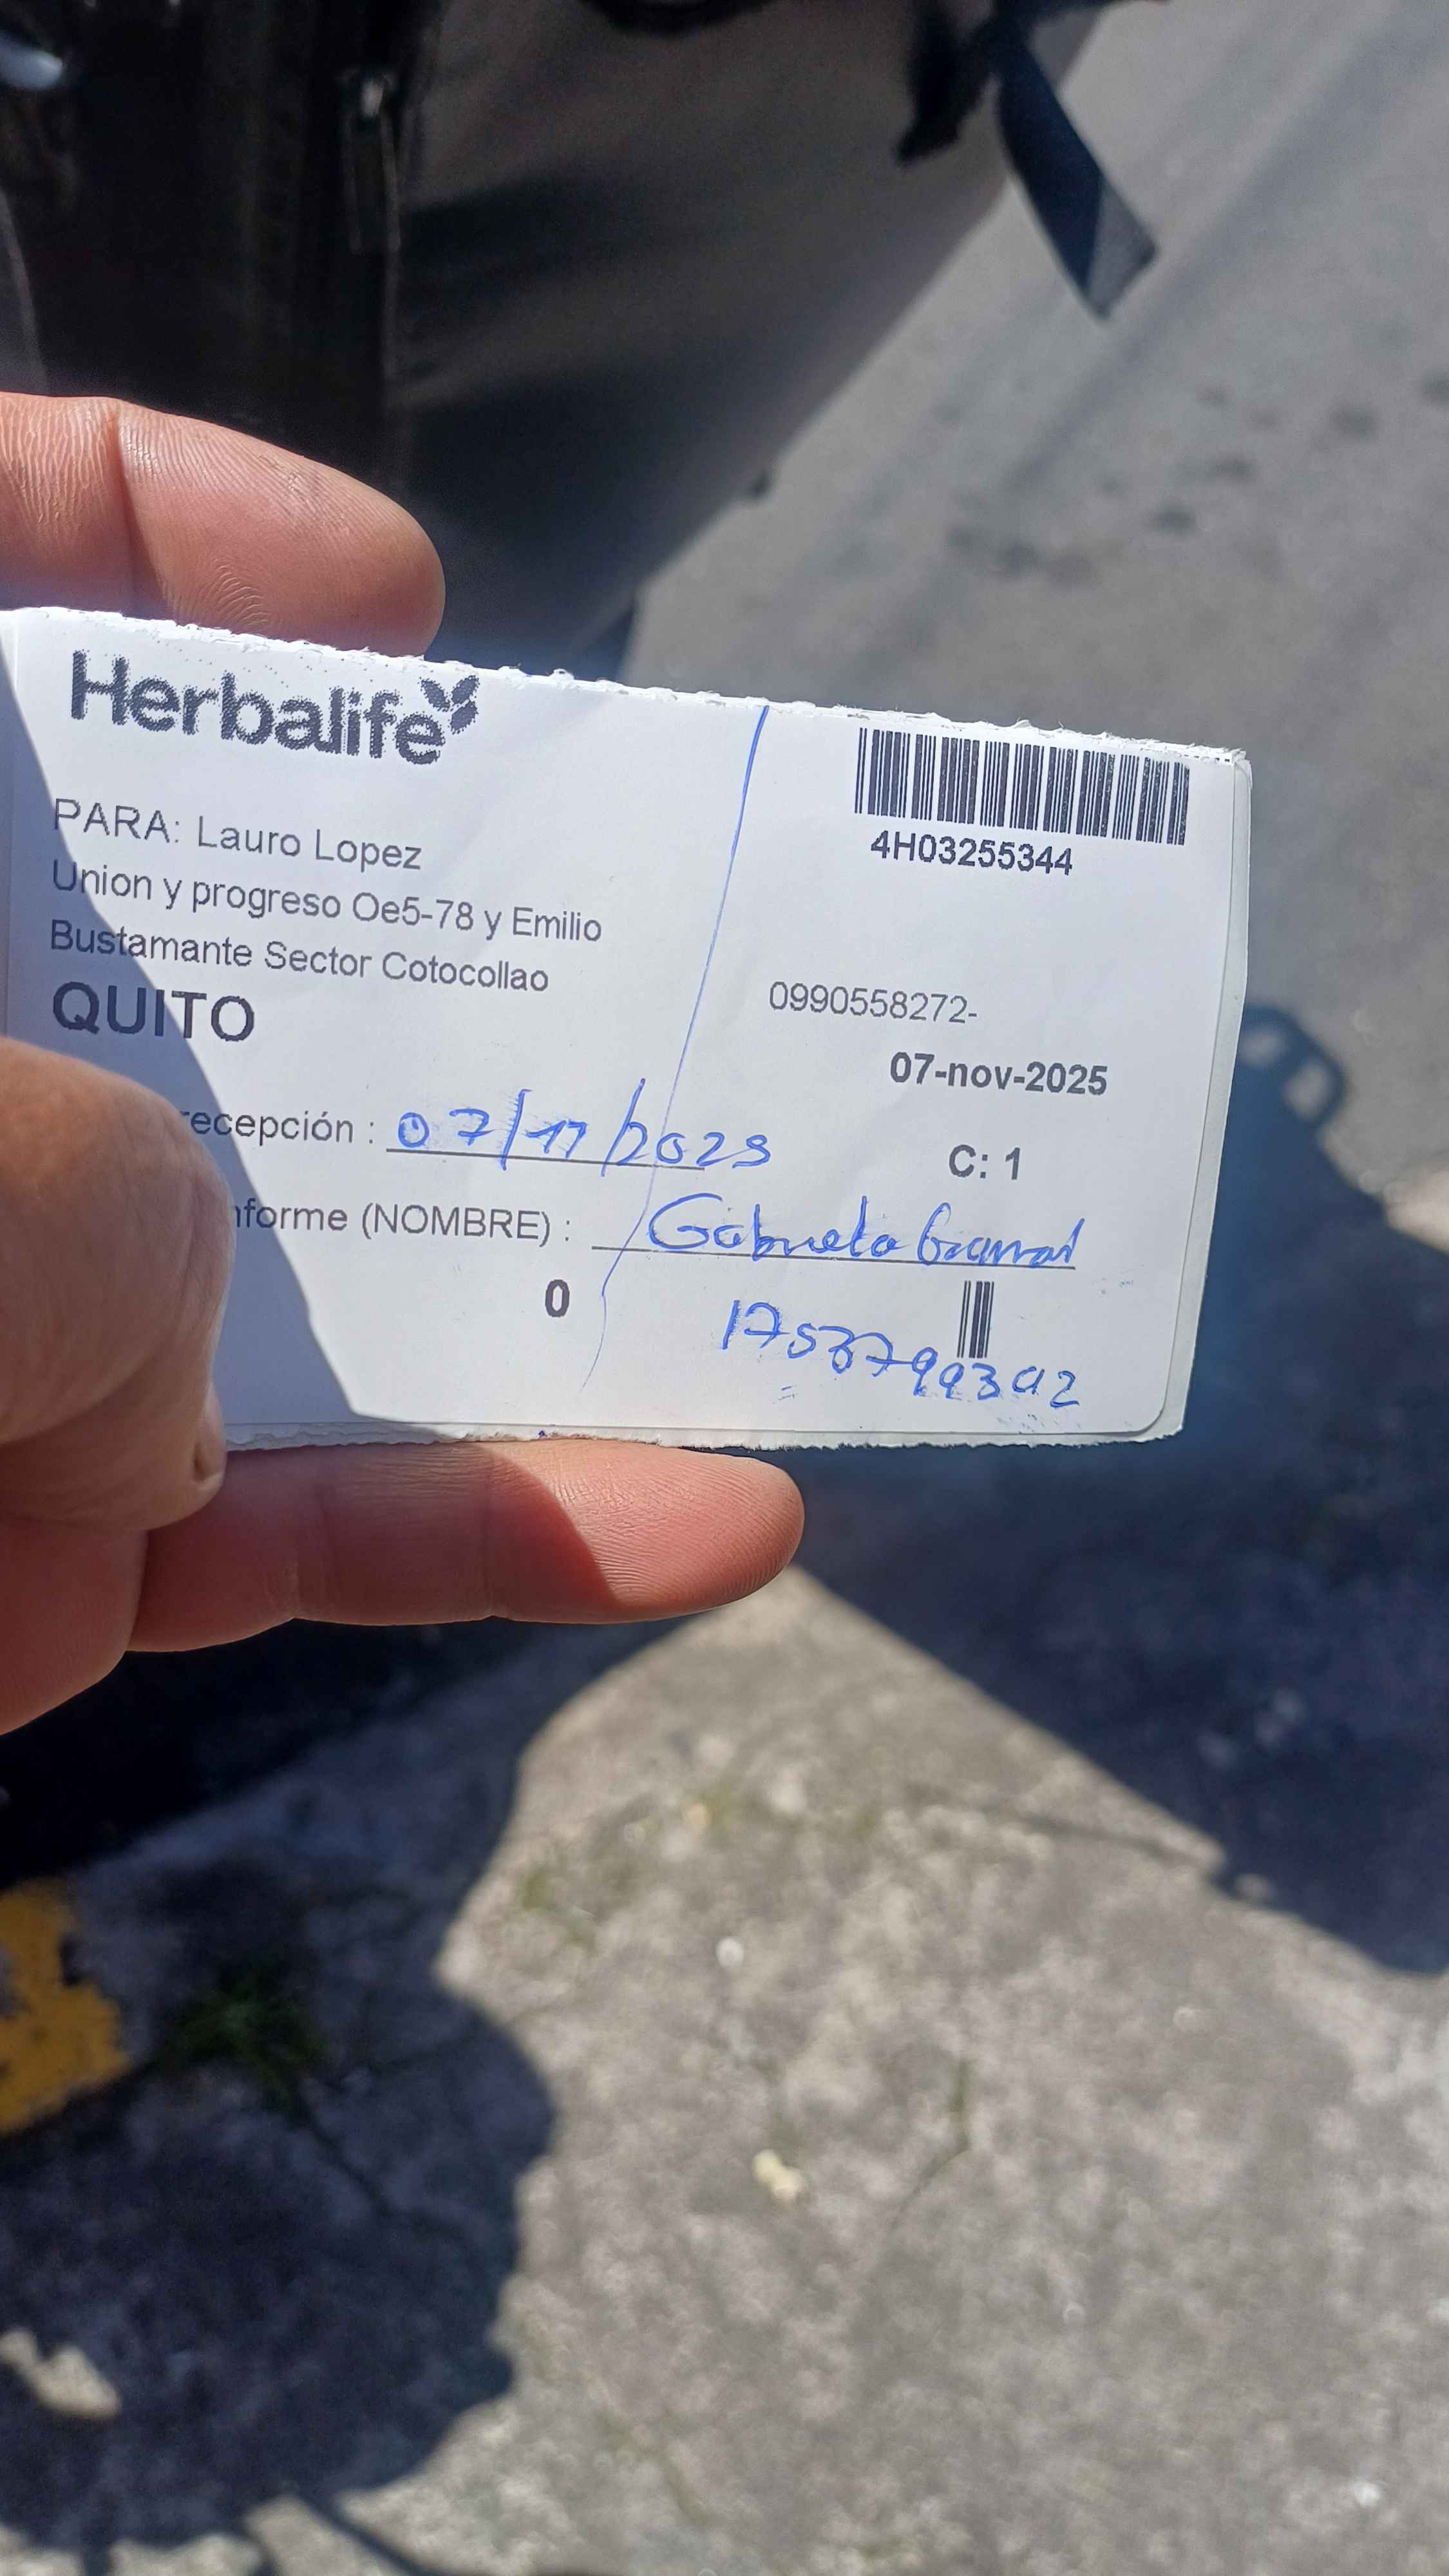 Herbalife
4H03255344
PARA: Lauro Lopez
Union y progreso Oe5-78 y Emilio
Bustamante Sector Cotocollao
QUITO
0990558272-
07-nov-2025
recepción : 07/11/2025
C: 1
nforme (NOMBRE) : Gabriela
0